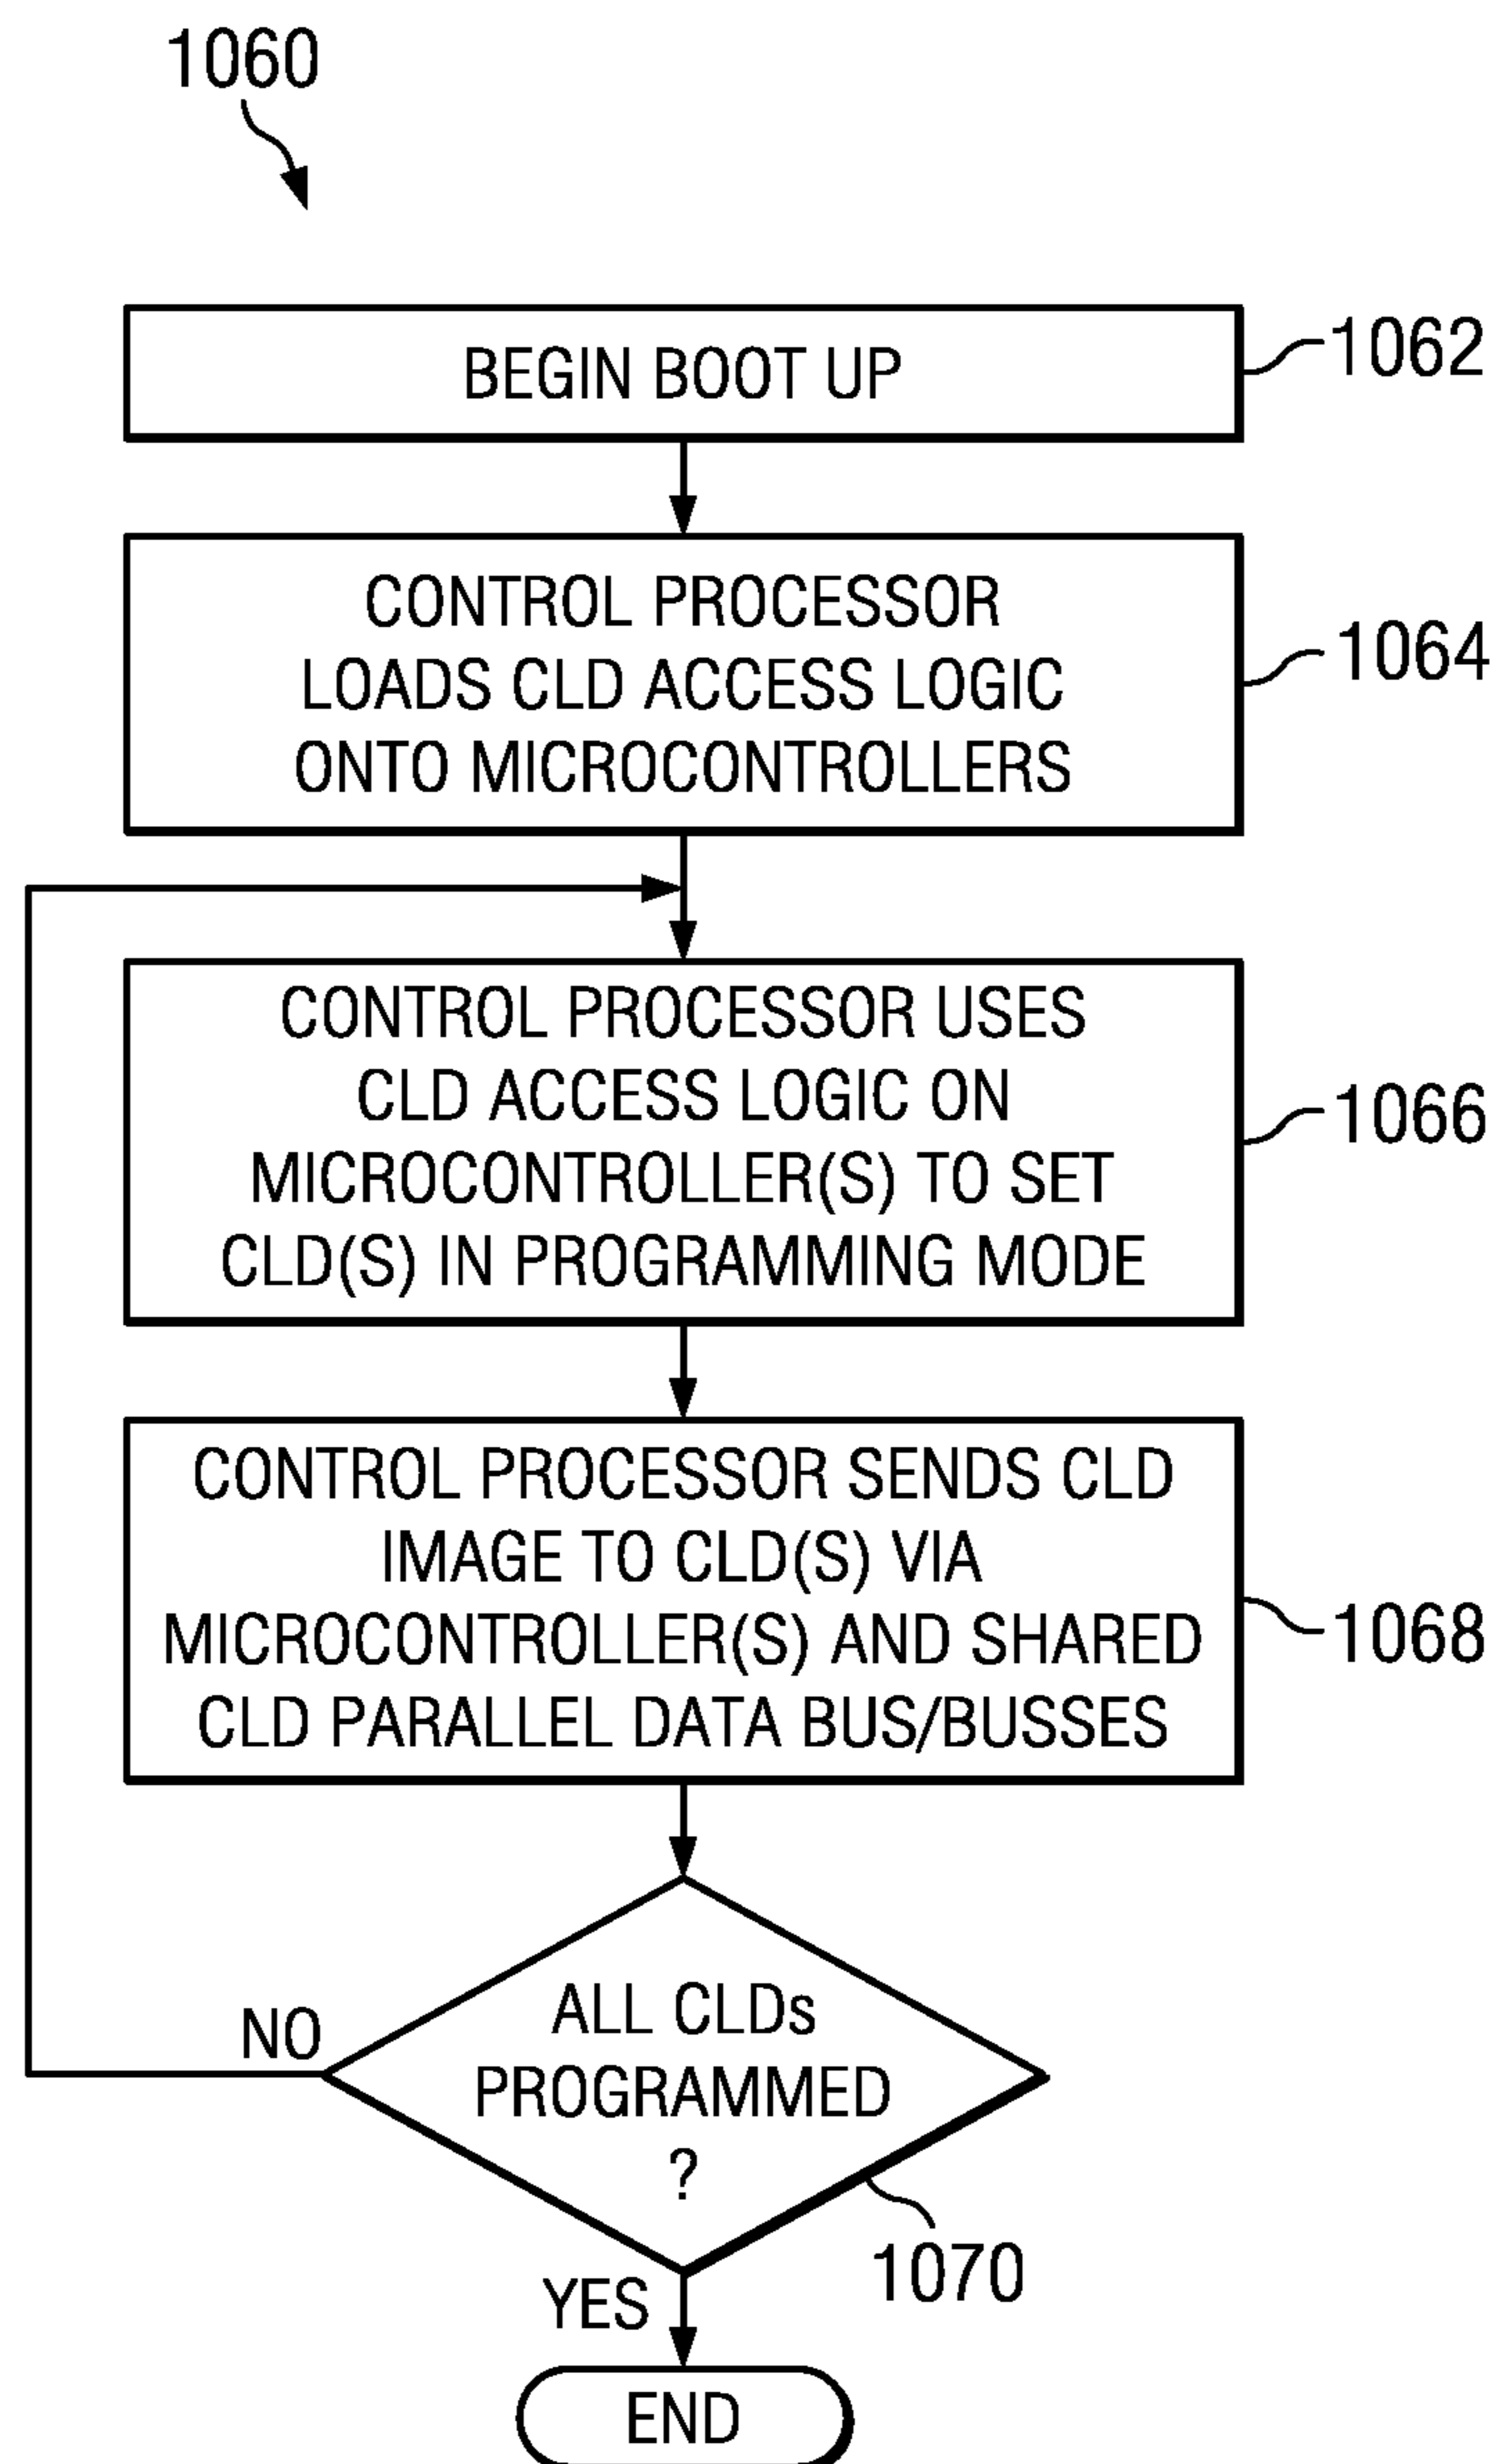 1060
BEGIN BOOT UP
1062
CONTROL PROCESSOR
LOADS CLD ACCESS LOGIC
ONTO MICROCONTROLLERS
1064
CONTROL PROCESSOR USES
CLD ACCESS LOGIC ON
MICROCONTROLLER(S) TO SET
CLD(S) IN PROGRAMMING MODE
1066
CONTROL PROCESSOR SENDS CLD
IMAGE TO CLD(S) VIA
MICROCONTROLLER(S) AND SHARED
CLD PARALLEL DATA BUS/BUSSES
1068
ALL CLDs
PROGRAMMED
?
NO
1070
YES
END